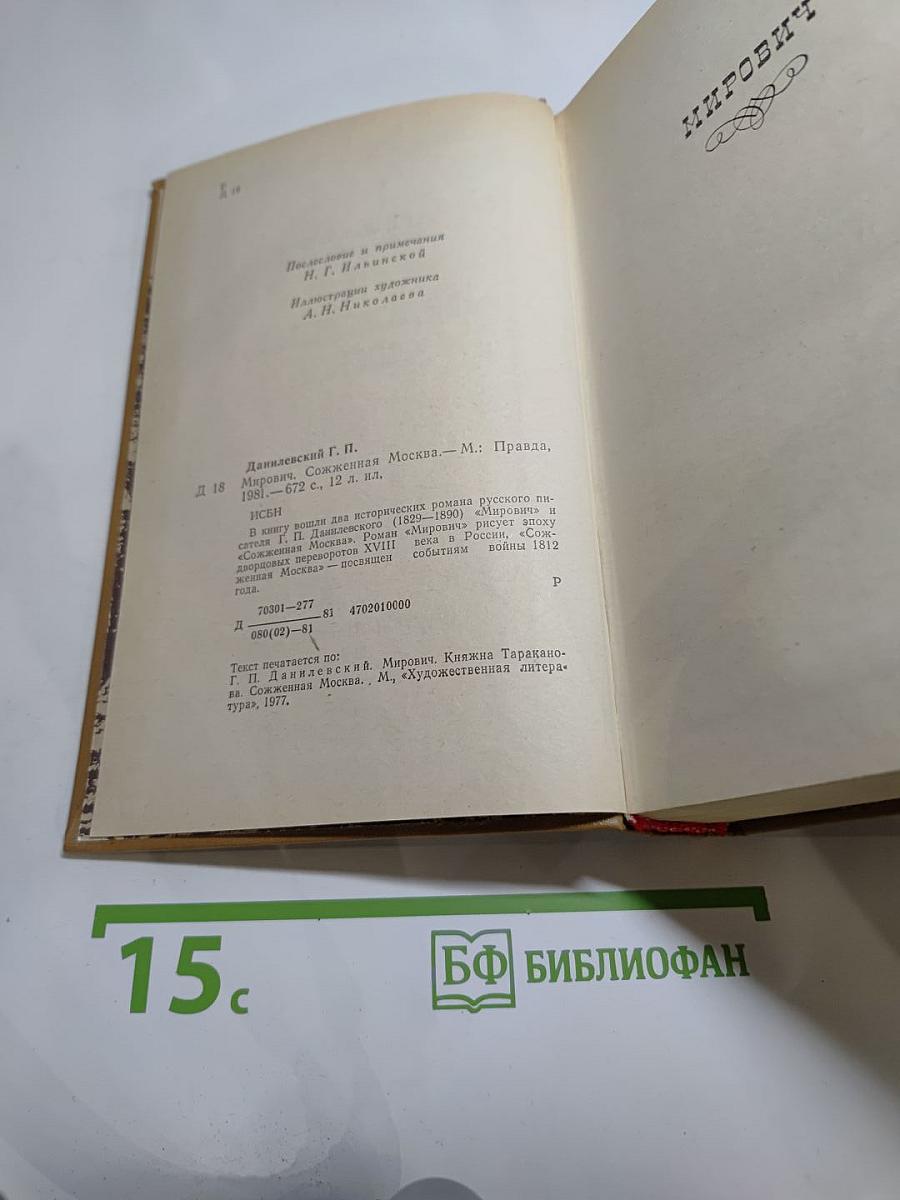 Р
Д 18
Послесловие и примечания
Н. Г. Ильинской
Иллюстрации художника
А. Н. Николаева
Данилевский Г. П.
Д 18 Мирович. Сожженная Москва.— М.: Правда,
1981.— 672 с., 12 л. ил,
ИСБН
В книгу вошли два исторических романа русского пи-
сателя Г. П. Данилевского (1829—1890) «Мирович» и
«Сожженная Москва». Роман «Мирович» рисует эпоху
дворцовых переворотов XVIII века в России, «Сож-
женная Москва» — посвящен событиям войны 1812
года.
Р
70301—277
Д 81 4702010000
080(02)—81
Текст печатается по:
Г. П. Данилевский. Мирович. Княжна Таракано-
ва. Сожженная Москва. . М., «Художественная литера-
тура», 1977.
МИРОВИЧ
15 с
БФ БИБЛИОФАН